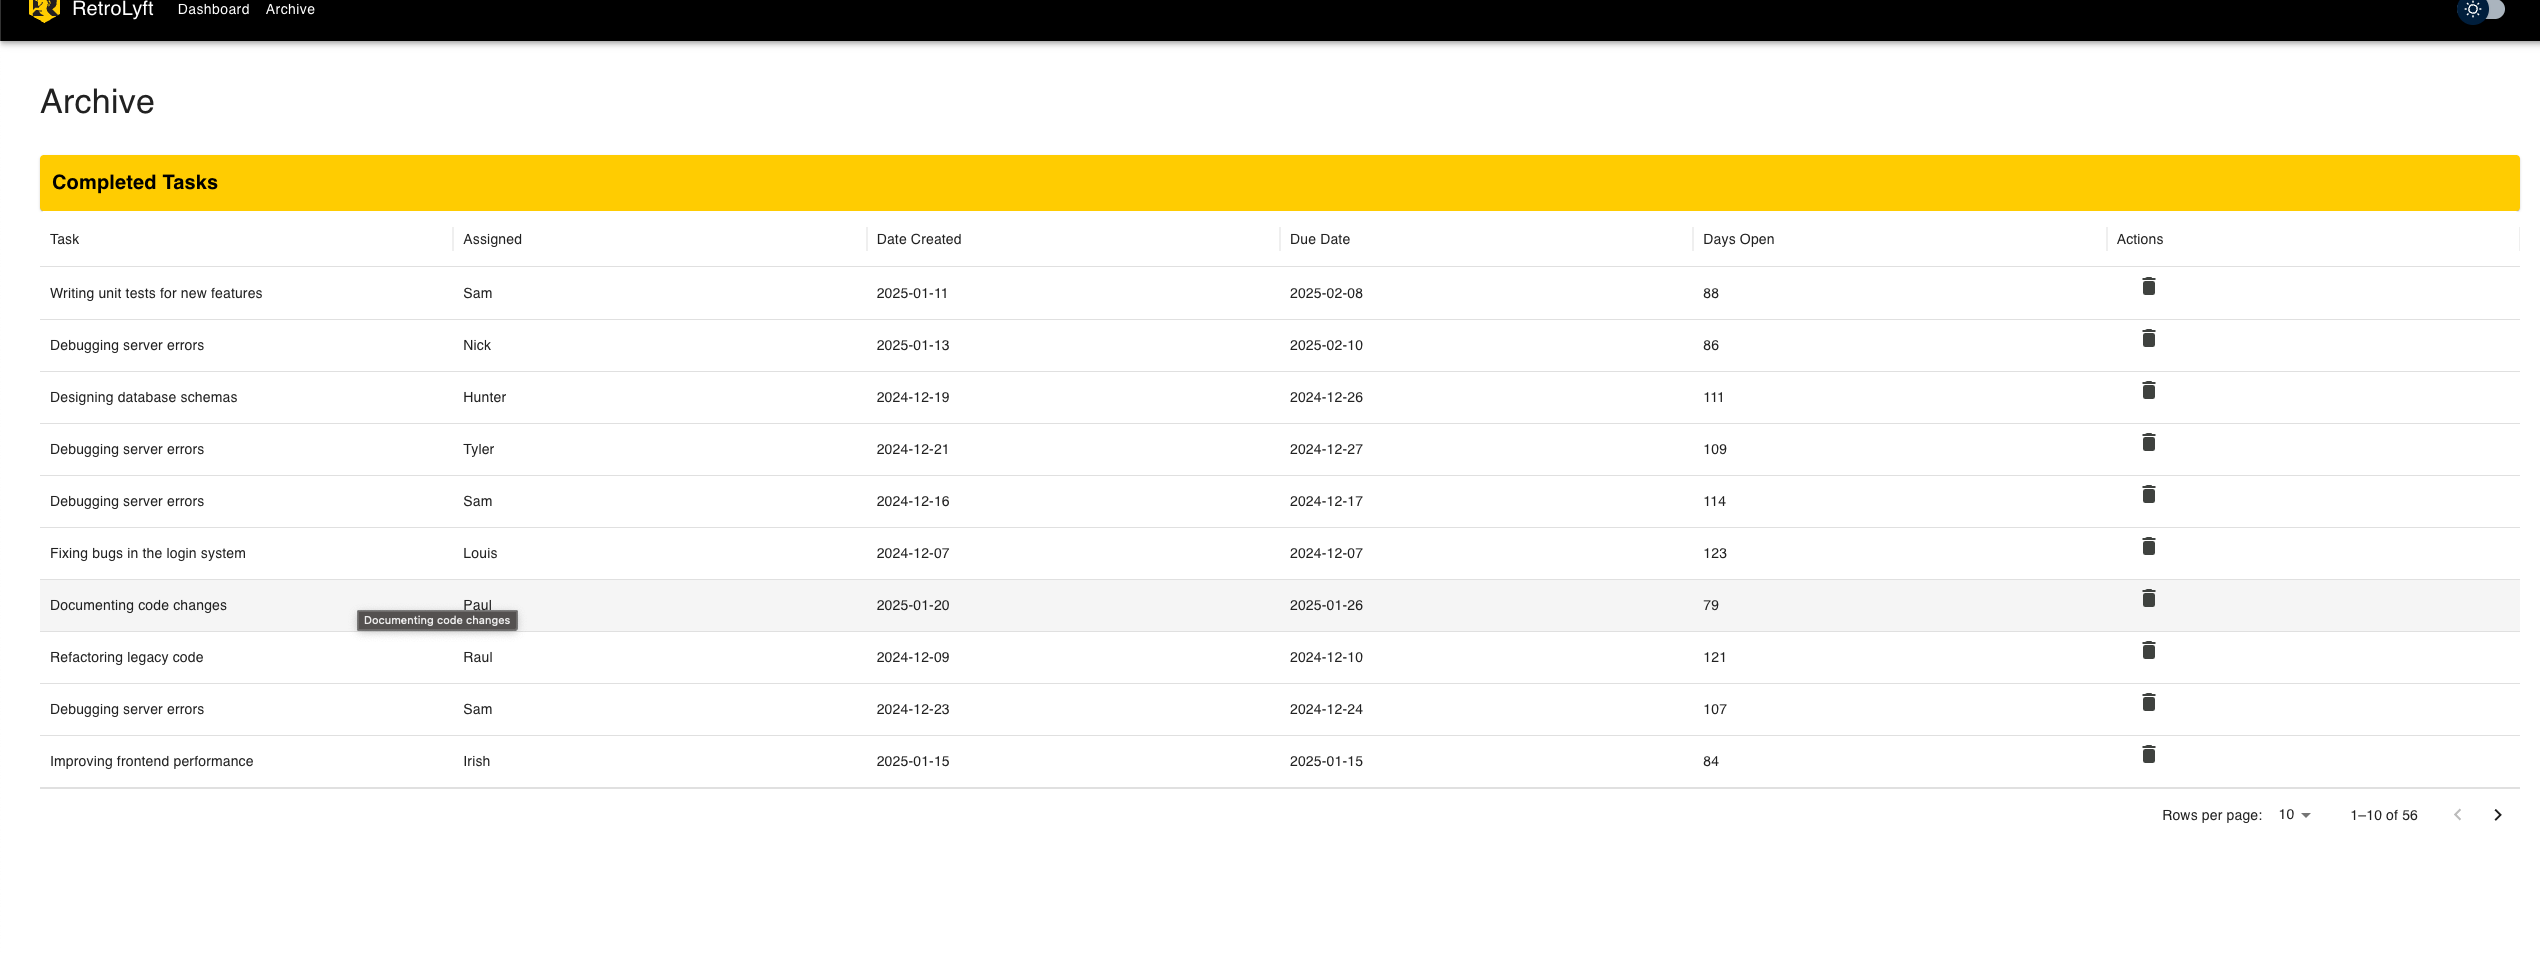 RetroLyft Dashboard Archive
Archive
Completed Tasks
Task Assigned Date Created Due Date Days Open Actions
Writing unit tests for new features Sam 2025-01-11 2025-02-08 88
Debugging server errors Nick 2025-01-13 2025-02-10 86
Designing database schemas Hunter 2024-12-19 2024-12-26 111
Debugging server errors Tyler 2024-12-21 2024-12-27 109
Debugging server errors Sam 2024-12-16 2024-12-17 114
Fixing bugs in the login system Louis 2024-12-07 2024-12-07 123
Documenting code changes Paul 2025-01-20 2025-01-26 79
Documenting code changes
Refactoring legacy code Raul 2024-12-09 2024-12-10 121
Debugging server errors Sam 2024-12-23 2024-12-24 107
Improving frontend performance Irish 2025-01-15 2025-01-15 84
Rows per page: 10 1–10 of 56